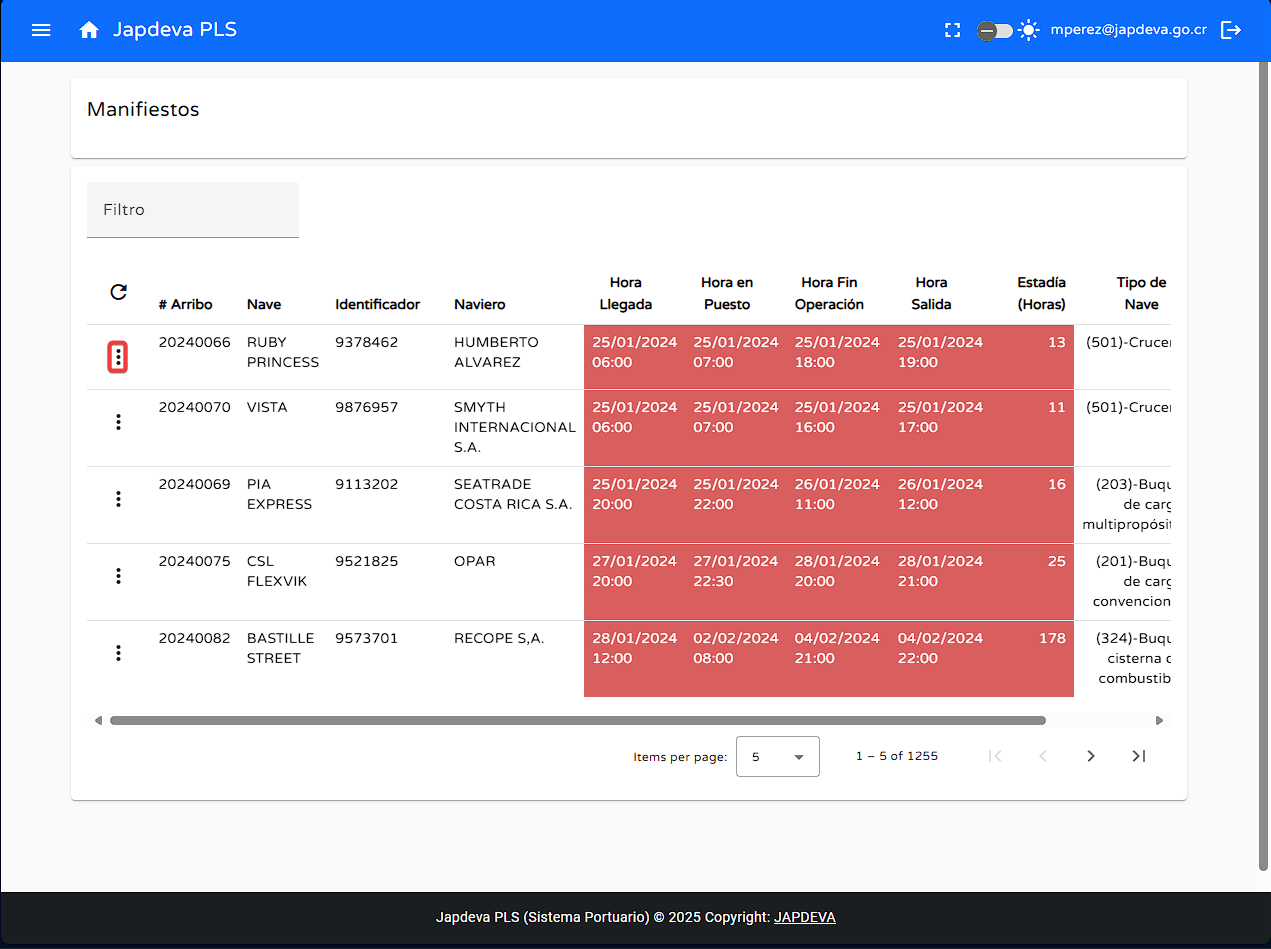 Japdeva PLS
mperez@japdeva.go.cr
Manifiestos
Filtro
# Arribo Nave Identificador Naviero Hora Llegada Hora en Puesto Hora Fin Operación Hora Salida Estadía (Horas) Tipo de Nave
20240066 RUBY PRINCESS 9378462 HUMBERTO ALVAREZ 25/01/2024 06:00 25/01/2024 07:00 25/01/2024 18:00 25/01/2024 19:00 13 (501)-Crucer
20240070 VISTA 9876957 SMYTH INTERNACIONAL S.A. 25/01/2024 06:00 25/01/2024 07:00 25/01/2024 16:00 25/01/2024 17:00 11 (501)-Crucer
20240069 PIA EXPRESS 9113202 SEATRADE COSTA RICA S.A. 25/01/2024 20:00 25/01/2024 22:00 26/01/2024 11:00 26/01/2024 12:00 16 (203)-Buqu de carg multipropósit
20240075 CSL FLEXVIK 9521825 OPAR 27/01/2024 20:00 27/01/2024 22:30 28/01/2024 20:00 28/01/2024 21:00 25 (201)-Buqu de carg convencion
20240082 BASTILLE STREET 9573701 RECOPE S,A. 28/01/2024 12:00 02/02/2024 08:00 04/02/2024 21:00 04/02/2024 22:00 178 (324)-Buqu cisterna d combustib
Items per page: 5 1 – 5 of 1255
Japdeva PLS (Sistema Portuario) © 2025 Copyright: JAPDEVA